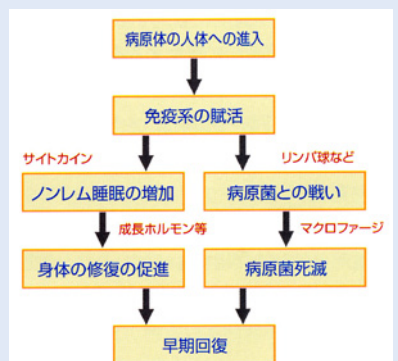 病原体の人体への進入
免疫系の賦活
サイトカイン
リンパ球など
ノンレム睡眠の増加
病原菌との戦い
成長ホルモン等
マクロファージ
身体の修復の促進
病原菌死滅
早期回復